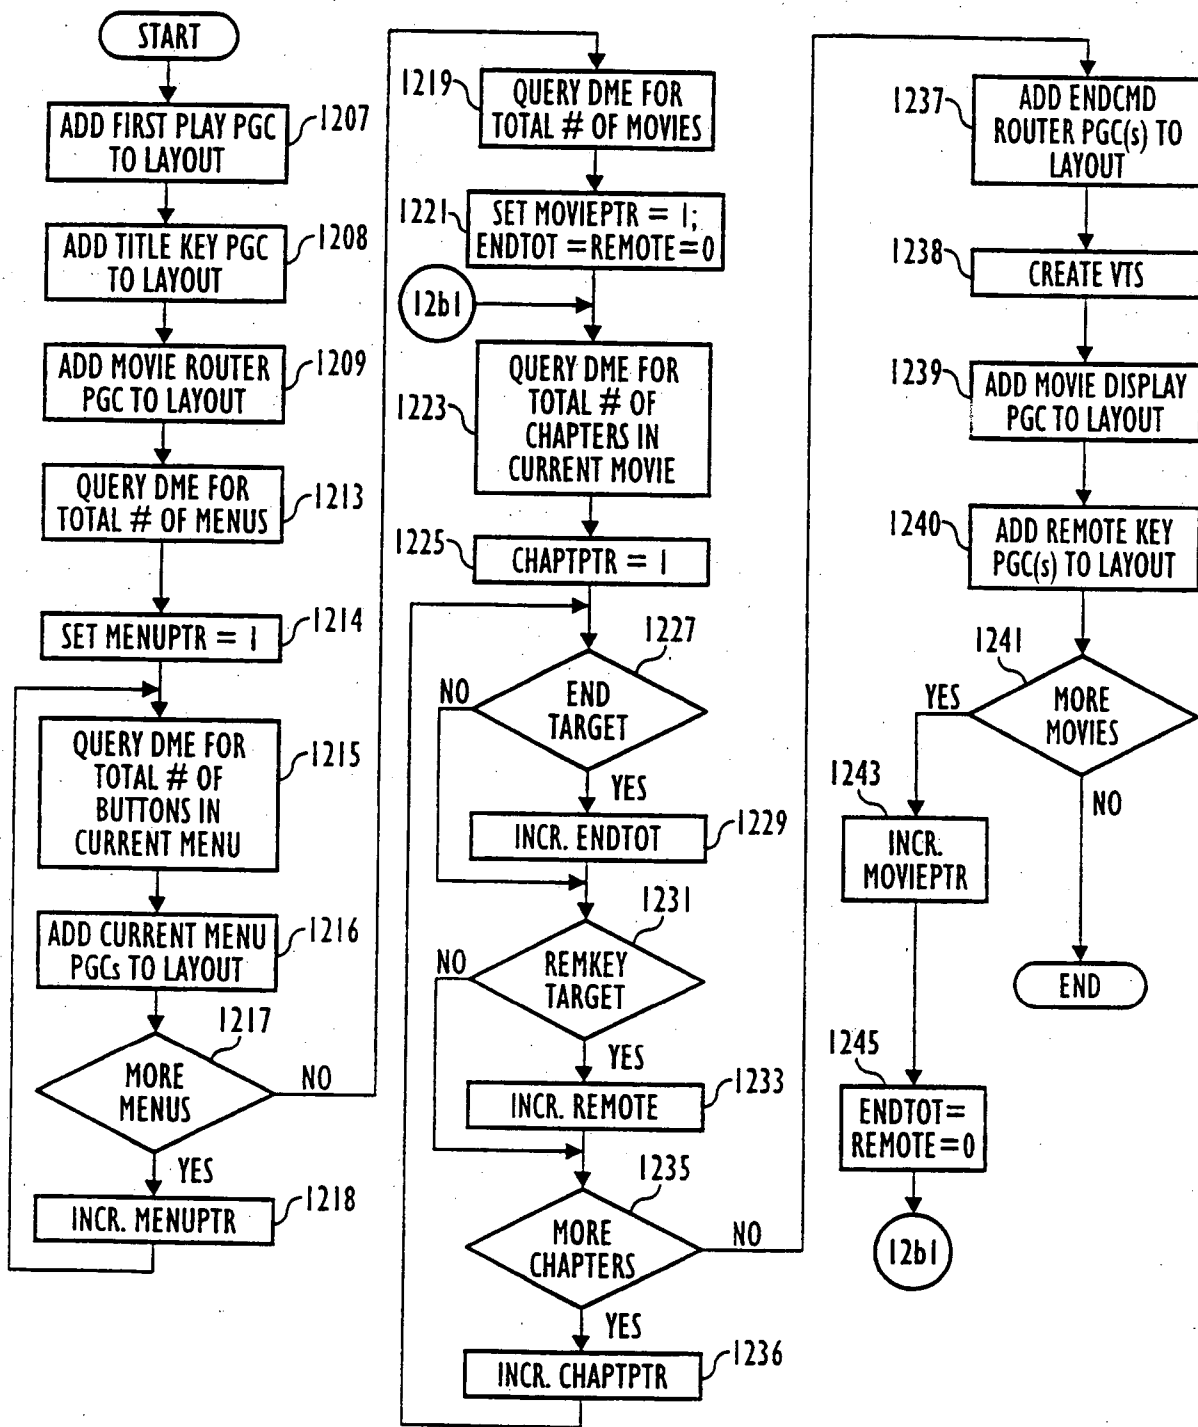 START
ADD FIRST PLAY PGC
TO LAYOUT
1207
ADD TITLE KEY PGC
TO LAYOUT
1208
ADD MOVIE ROUTER
PGC TO LAYOUT
1209
QUERY DME FOR
TOTAL # OF MENUS
1213
SET MENUPTR = 1
1214
QUERY DME FOR
TOTAL # OF
BUTTONS IN
CURRENT MENU
1215
ADD CURRENT MENU
PGCs TO LAYOUT
1216
1217
MORE
MENUS
NO
YES
INCR. MENUPTR
1218
1219
QUERY DME FOR
TOTAL # OF MOVIES
1221
SET MOVIEPTR = 1;
ENDTOT =REMOTE=0
12b1
1223
QUERY DME FOR
TOTAL # OF
CHAPTERS IN
CURRENT MOVIE
1225
CHAPTPTR = 1
1227
NO
END
TARGET
YES
INCR. ENDTOT
1229
1231
NO
REMKEY
TARGET
YES
INCR. REMOTE
1233
1235
MORE
CHAPTERS
NO
YES
INCR. CHAPTPTR
1236
1237
ADD ENDCMD
ROUTER PGC(s) TO
LAYOUT
1238
CREATE VTS
1239
ADD MOVIE DISPLAY
PGC TO LAYOUT
1240
ADD REMOTE KEY
PGC(s) TO LAYOUT
1241
YES
MORE
MOVIES
NO
1243
INCR.
MOVIEPTR
END
1245
ENDTOT=
REMOTE=0
12b1